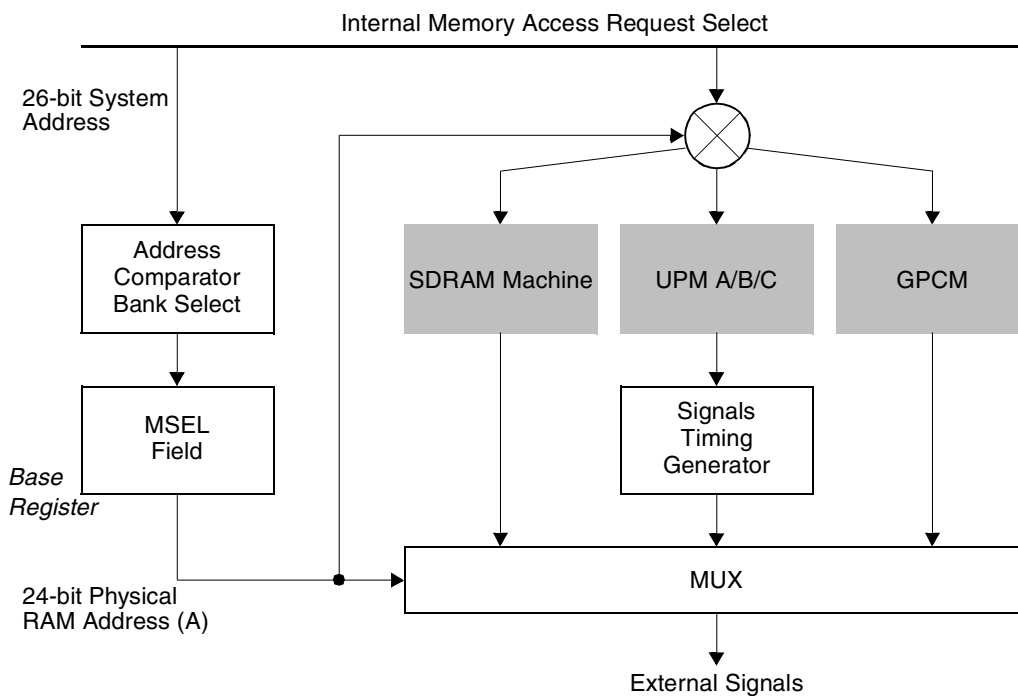 Internal Memory Access Request Select
26-bit System
Address
Address
Comparator
Bank Select
SDRAM Machine
UPM A/B/C
GPCM
MSEL
Field
Signals
Timing
Generator
Base
Register
MUX
24-bit Physical
RAM Address (A)
External Signals